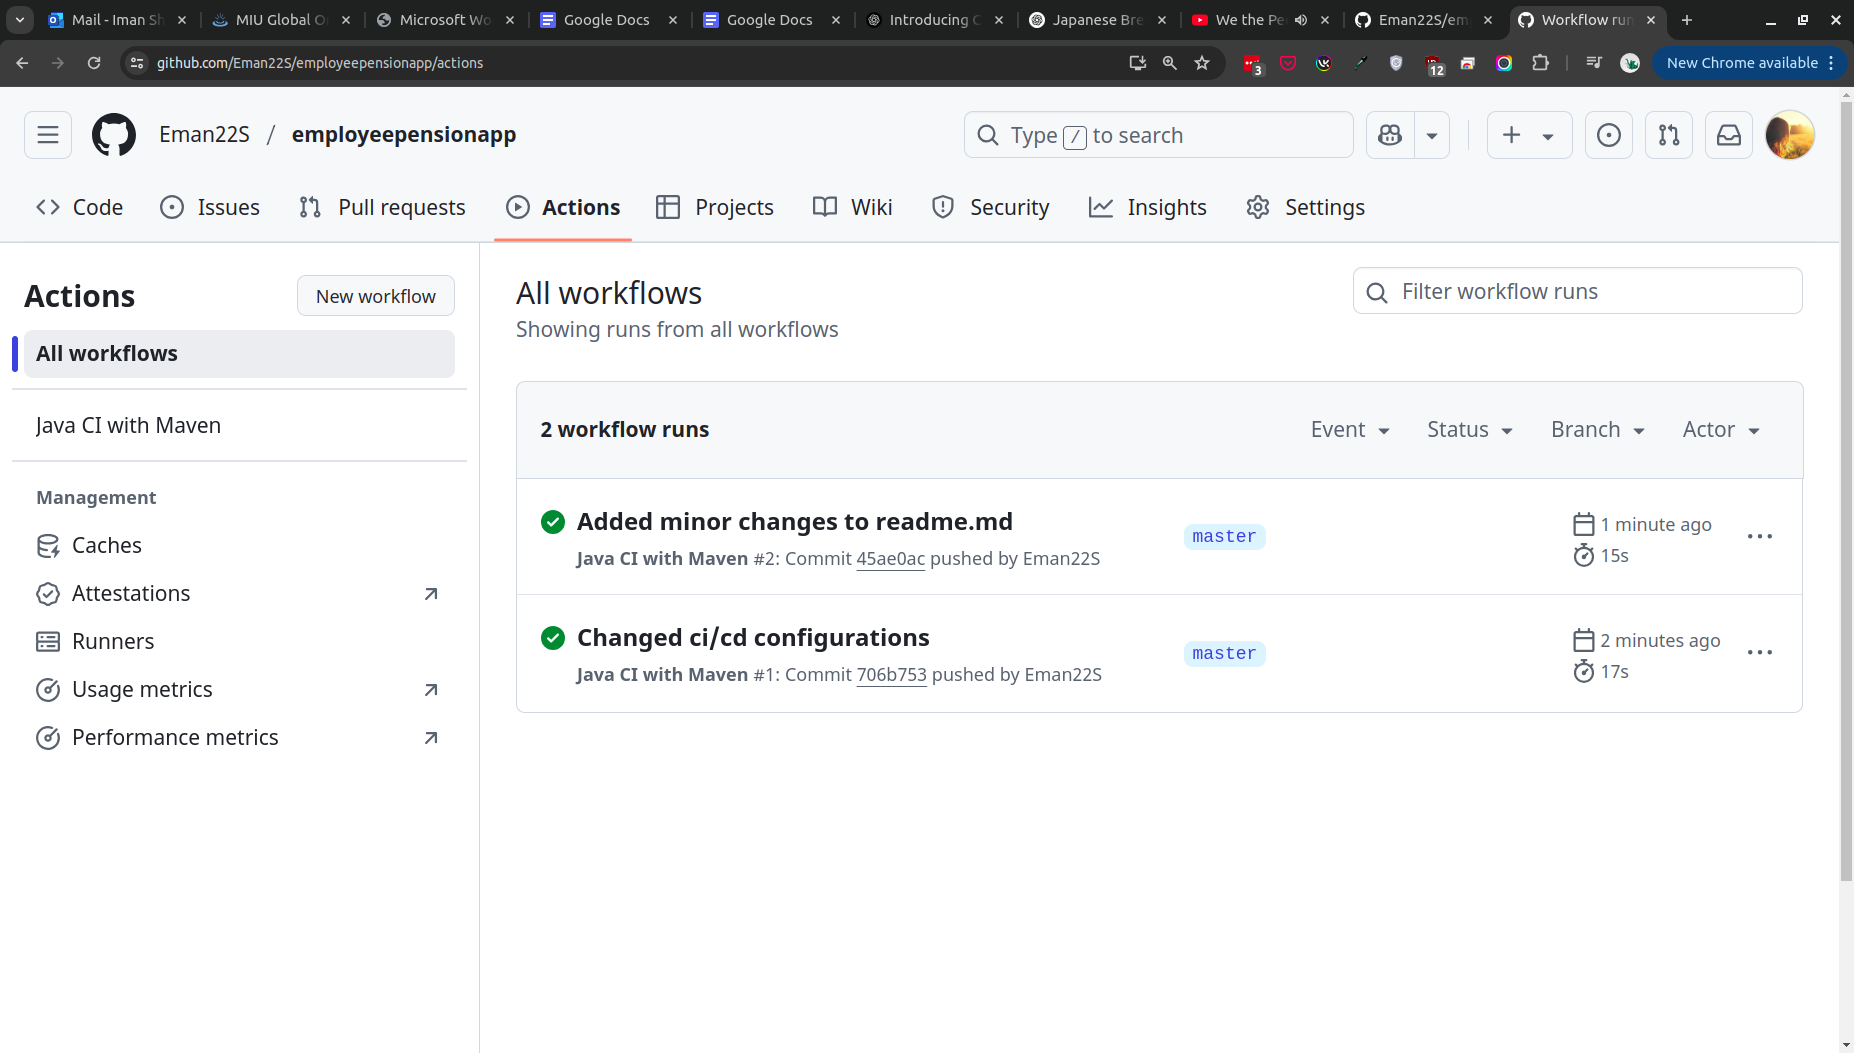 Mail - Iman Sh
MIU Global O
Microsoft Wo
Google Docs
Google Docs
Introducing C
Japanese Bre
We the Pe
Eman22S/em
Workflow run
github.com/Eman22S/employeepensionapp/actions
3
12
New Chrome available
Eman22S / employeepensionapp
Type / to search
Code
Issues
Pull requests
Actions
Projects
Wiki
Security
Insights
Settings
Actions
New workflow
All workflows
Java CI with Maven
Management
Caches
Attestations
Runners
Usage metrics
Performance metrics
All workflows
Showing runs from all workflows
Filter workflow runs
2 workflow runs
Event
Status
Branch
Actor
Added minor changes to readme.md
Java CI with Maven #2: Commit 45ae0ac pushed by Eman22S
master
1 minute ago
15s
Changed ci/cd configurations
Java CI with Maven #1: Commit 706b753 pushed by Eman22S
master
2 minutes ago
17s